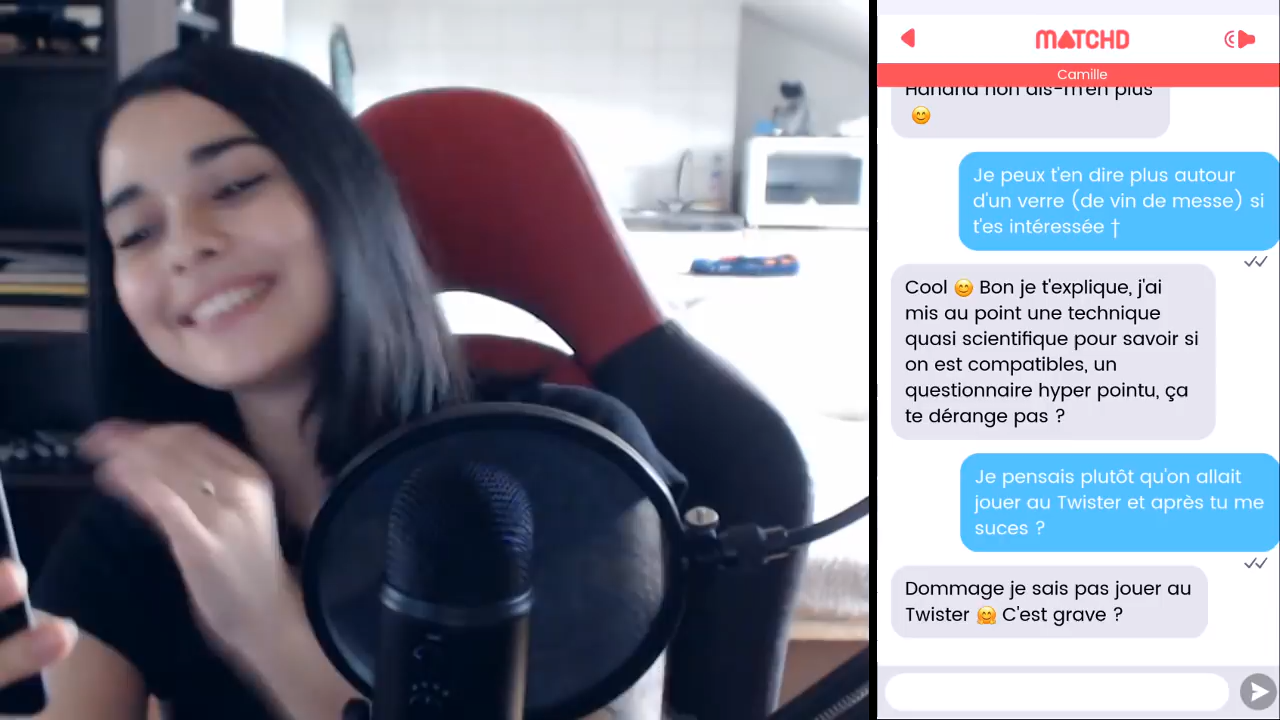 MATCHD
Camille
Hahaha non dis-m'en plus
😊
Je peux t'en dire plus autour
d'un verre (de vin de messe) si
t'es intéressée †
Cool 😊 Bon je t'explique, j'ai
mis au point une technique
quasi scientifique pour savoir si
on est compatibles, un
questionnaire hyper pointu, ça
te dérange pas ?
Je pensais plutôt qu'on allait
jouer au Twister et après tu me
suces ?
Dommage je sais pas jouer au
Twister 🤗 C'est grave ?